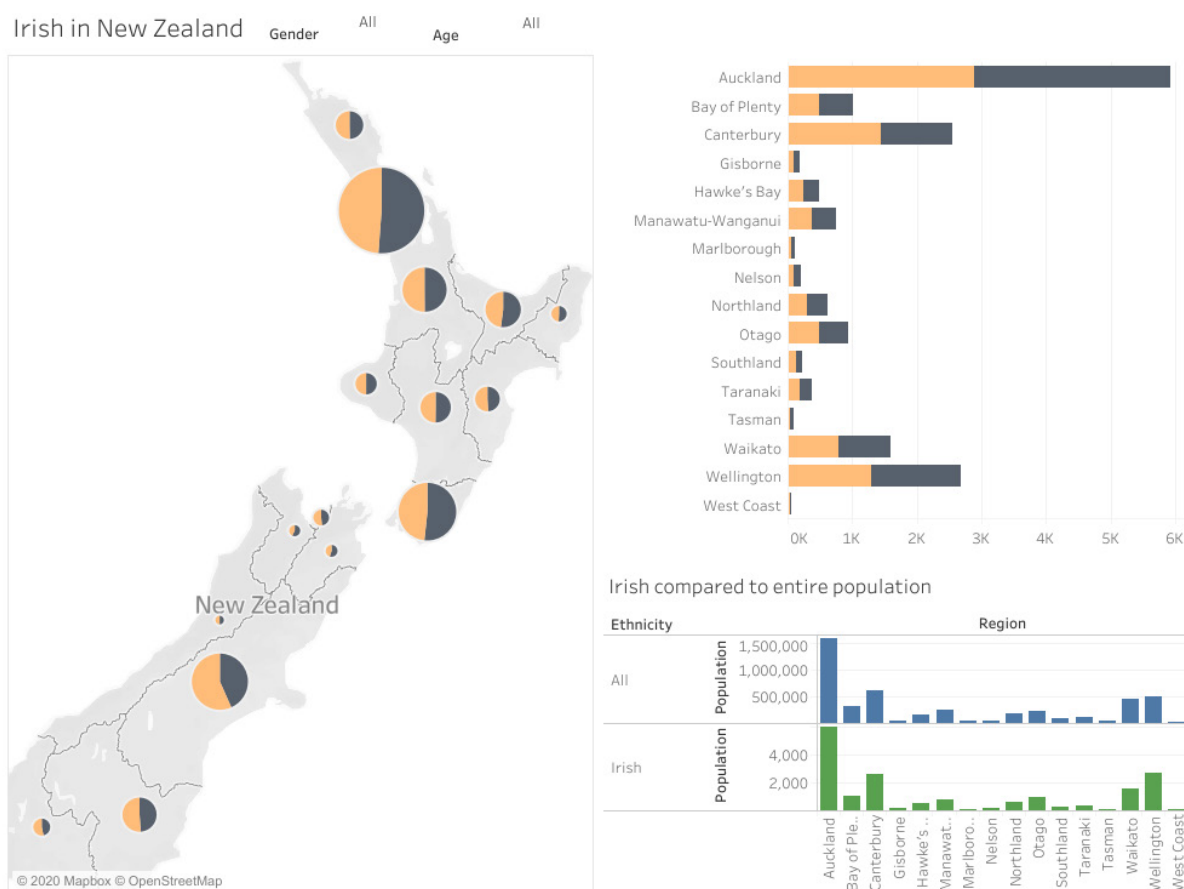 Irish in New Zealand
Gender
All
Age
All
New Zealand
© 2020 Mapbox © OpenStreetMap
Auckland
Bay of Plenty
Canterbury
Gisborne
Hawke's Bay
Manawatu-Wanganui
Marlborough
Nelson
Northland
Otago
Southland
Taranaki
Tasman
Waikato
Wellington
West Coast
0K 1K 2K 3K 4K 5K 6K
Irish compared to entire population
Ethnicity
Region
All
Population
1,500,000
1,000,000
500,000
Irish
Population
4,000
2,000
Auckland
Bay of Ple..
Canterbury
Gisborne
Hawke's ..
Manawat..
Marlboro..
Nelson
Northland
Otago
Southland
Taranaki
Tasman
Waikato
Wellington
West Coast